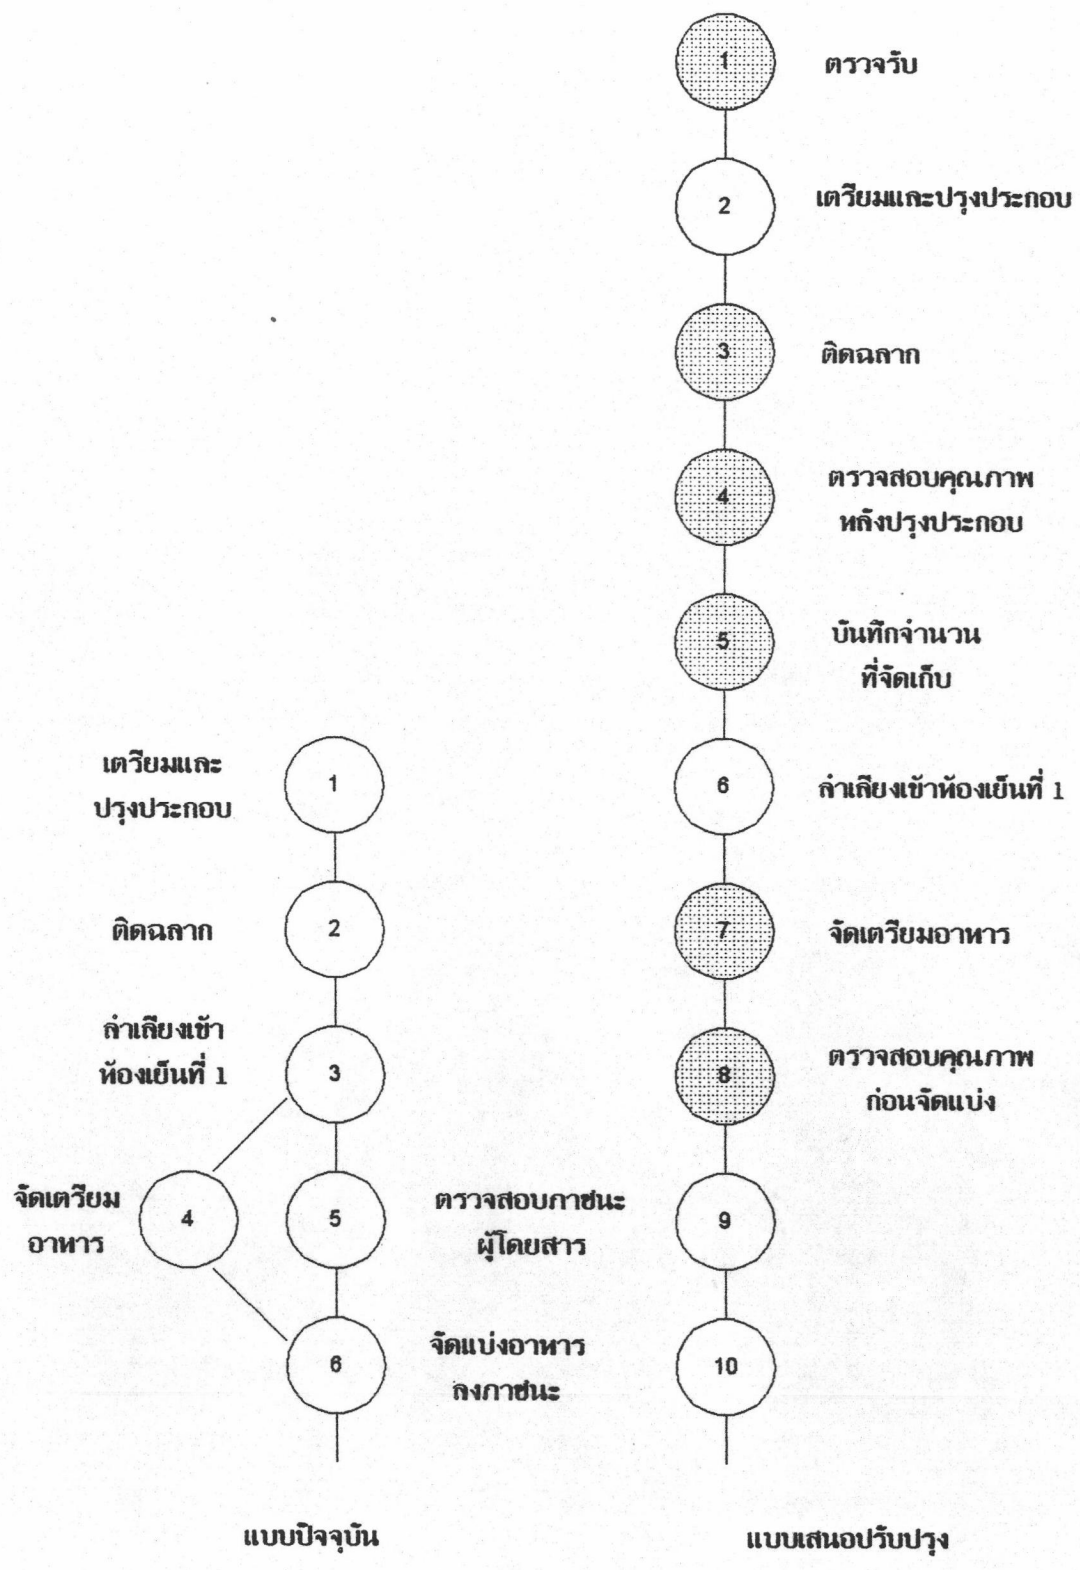 1
ตรวจรับ
2
เตรียมและปรุงประกอบ
3
ติดฉลาก
4
ตรวจสอบคุณภาพ
หลังปรุงประกอบ
5
บันทึกจำนวน
ที่จัดเก็บ
เตรียมและ
ปรุงประกอบ
1
6
ลำเลียงเข้าห้องเย็นที่ 1
ติดฉลาก
2
7
จัดเตรียมอาหาร
ลำเลียงเข้า
ห้องเย็นที่ 1
3
8
ตรวจสอบคุณภาพ
ก่อนจัดแบ่ง
จัดเตรียม
อาหาร
4
5
ตรวจสอบภาชนะ
ผู้โดยสาร
9
6
จัดแบ่งอาหาร
ลงภาชนะ
10
แบบปัจจุบัน
แบบเสนอปรับปรุง